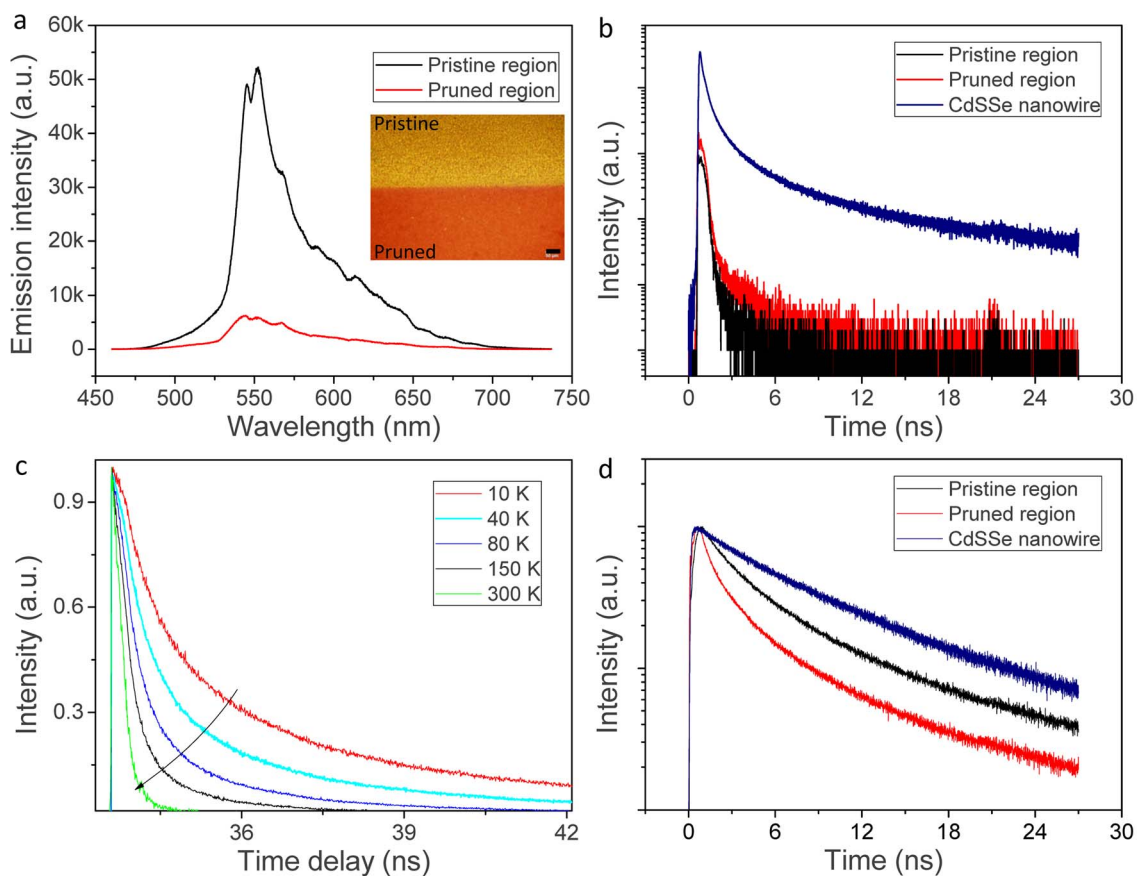 a
60k
50k
40k
30k
20k
10k
0
Emission intensity (a.u.)
Pristine region
Pruned region
Pristine
Pruned
450 500 550 600 650 700 750
Wavelength (nm)
b
Pristine region
Pruned region
CdSSe nanowire
Intensity (a.u.)
0 6 12 18 24 30
Time (ns)
c
0.9
0.6
0.3
Intensity (a.u.)
10 K
40 K
80 K
150 K
300 K
36 39 42
Time delay (ns)
d
Pristine region
Pruned region
CdSSe nanowire
Intensity (a.u.)
0 6 12 18 24 30
Time (ns)